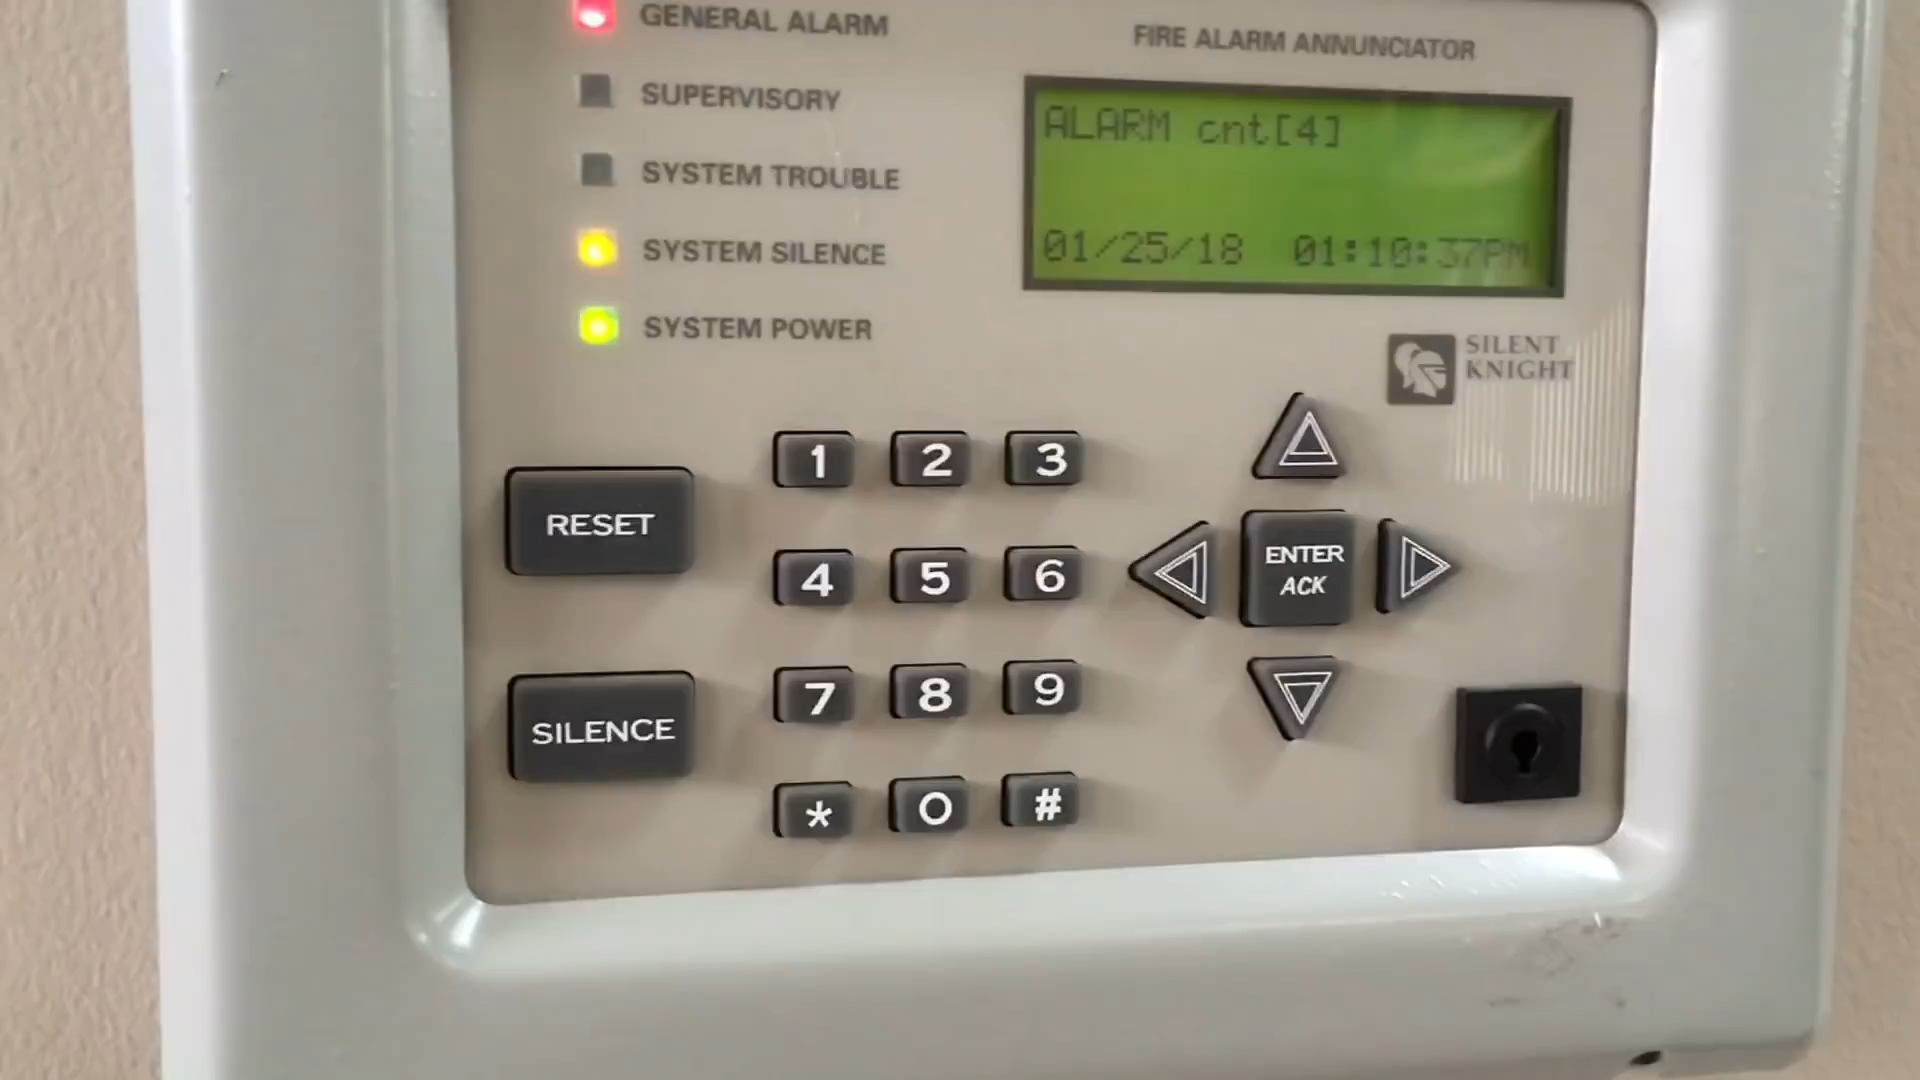 GENERAL ALARM
SUPERVISORY
SYSTEM TROUBLE
SYSTEM SILENCE
SYSTEM POWER
FIRE ALARM ANNUNCIATOR
ALARM cnt[4]
01/25/18 01:10:37PM
SILENT
KNIGHT
RESET
SILENCE
1 2 3
4 5 6
7 8 9
* 0 #
ENTER
ACK